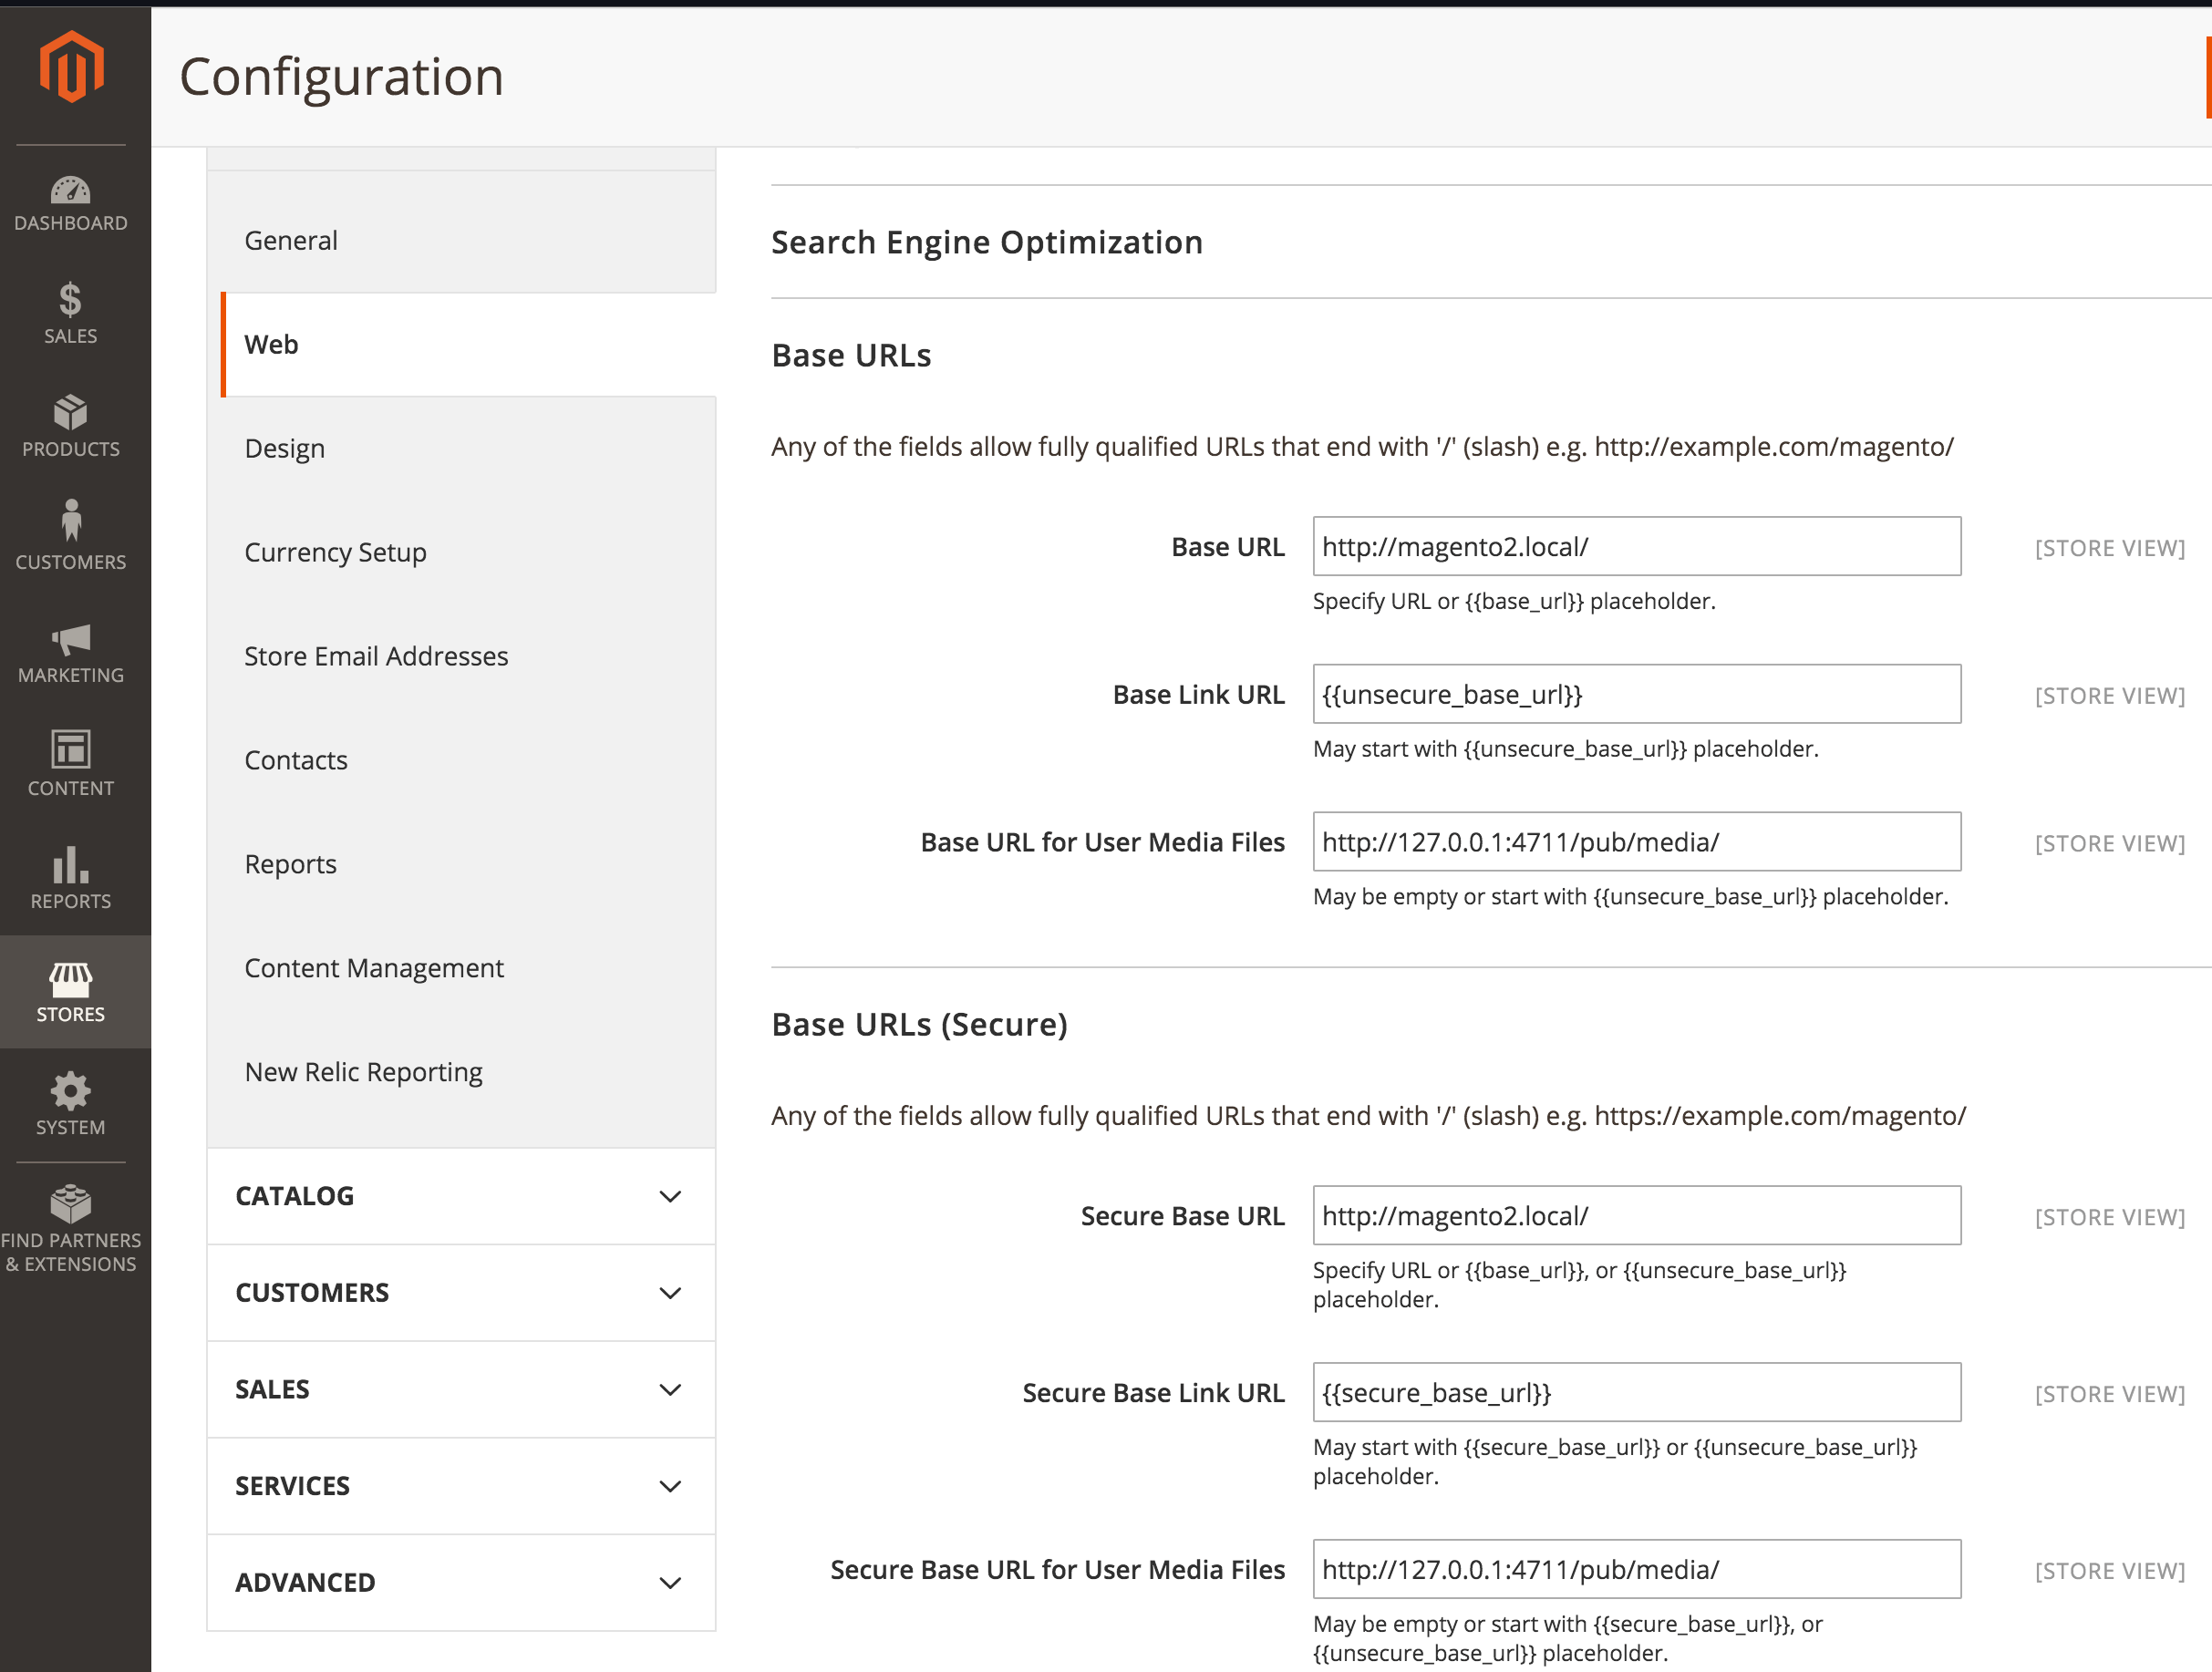 Configuration
DASHBOARD
SALES
PRODUCTS
CUSTOMERS
MARKETING
CONTENT
REPORTS
STORES
SYSTEM
FIND PARTNERS
& EXTENSIONS
General
Web
Design
Currency Setup
Store Email Addresses
Contacts
Reports
Content Management
New Relic Reporting
CATALOG
CUSTOMERS
SALES
SERVICES
ADVANCED
Search Engine Optimization
Base URLs
Any of the fields allow fully qualified URLs that end with '/' (slash) e.g. http://example.com/magento/
Base URL http://magento2.local/ [STORE VIEW]
Specify URL or {{base_url}} placeholder.
Base Link URL {{unsecure_base_url}} [STORE VIEW]
May start with {{unsecure_base_url}} placeholder.
Base URL for User Media Files http://127.0.0.1:4711/pub/media/ [STORE VIEW]
May be empty or start with {{unsecure_base_url}} placeholder.
Base URLs (Secure)
Any of the fields allow fully qualified URLs that end with '/' (slash) e.g. https://example.com/magento/
Secure Base URL http://magento2.local/ [STORE VIEW]
Specify URL or {{base_url}}, or {{unsecure_base_url}}
placeholder.
Secure Base Link URL {{secure_base_url}} [STORE VIEW]
May start with {{secure_base_url}} or {{unsecure_base_url}}
placeholder.
Secure Base URL for User Media Files http://127.0.0.1:4711/pub/media/ [STORE VIEW]
May be empty or start with {{secure_base_url}}, or
{{unsecure_base_url}} placeholder.